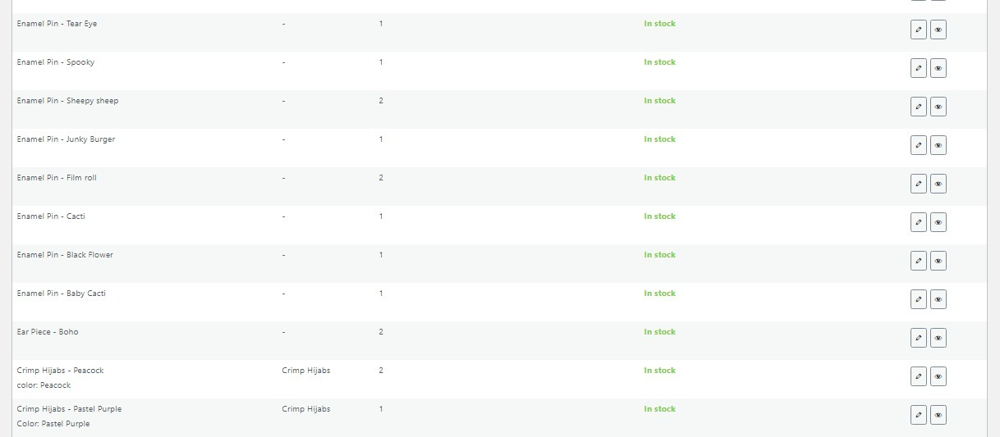 Enamel Pin - Tear Eye - 1 In stock
Enamel Pin - Spooky - 1 In stock
Enamel Pin - Sheepy sheep - 2 In stock
Enamel Pin - Junky Burger - 1 In stock
Enamel Pin - Film roll - 2 In stock
Enamel Pin - Cacti - 1 In stock
Enamel Pin - Black Flower - 1 In stock
Enamel Pin - Baby Cacti - 1 In stock
Ear Piece - Boho - 2 In stock
Crimp Hijabs - Peacock Crimp Hijabs 2 In stock
color: Peacock
Crimp Hijabs - Pastel Purple Crimp Hijabs 1 In stock
Color: Pastel Purple